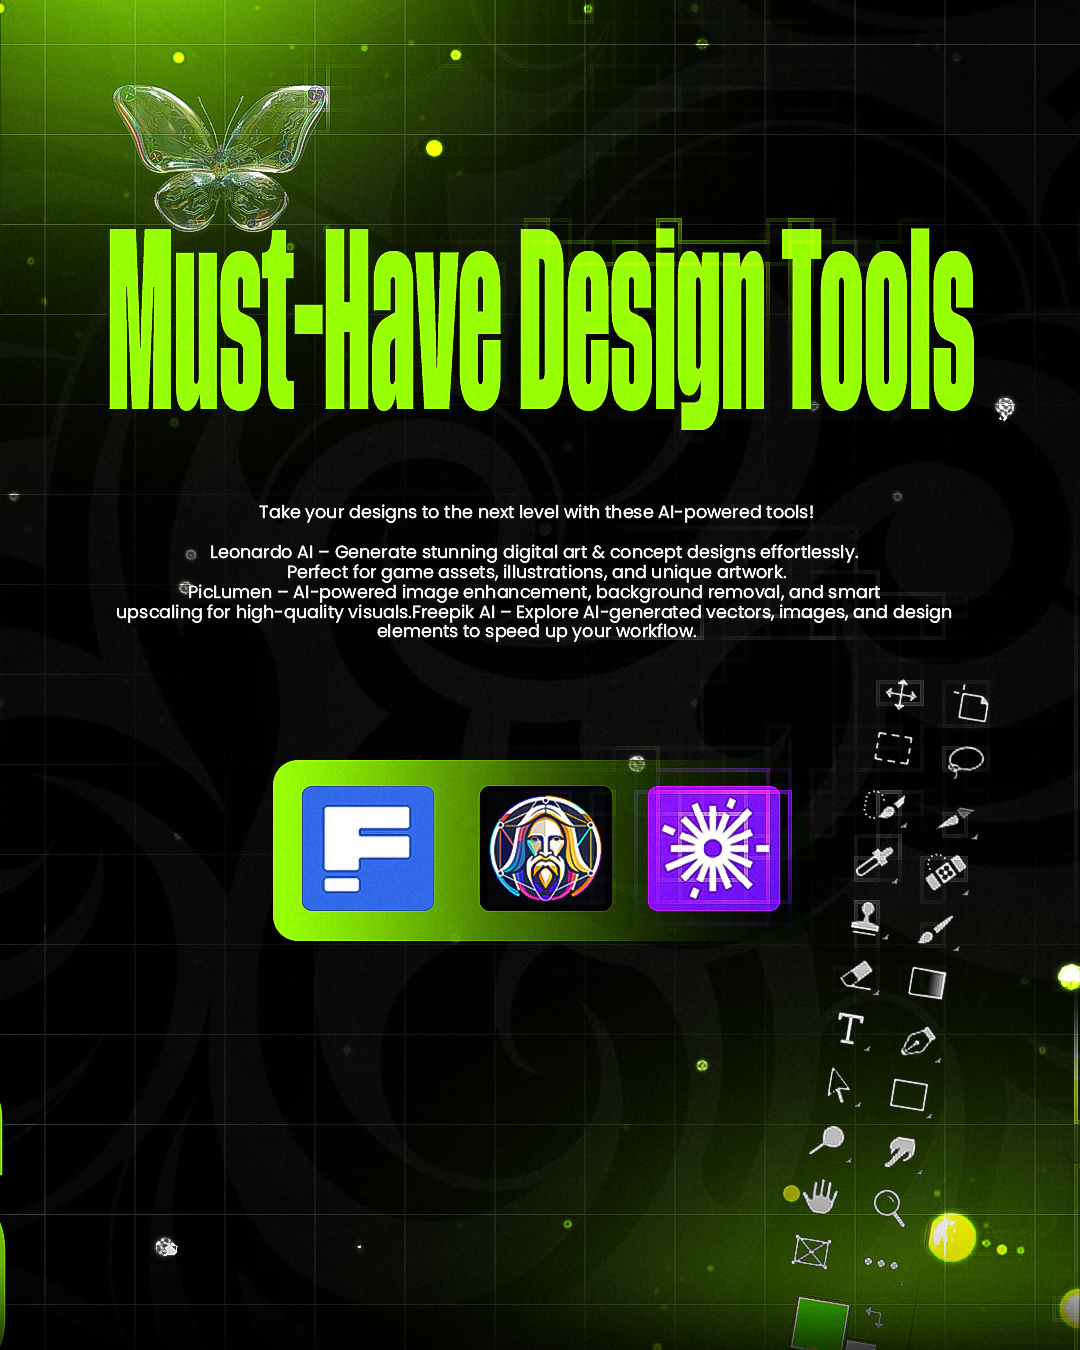 Must-Have Design Tools
Take your designs to the next level with these AI-powered tools!
Leonardo AI – Generate stunning digital art & concept designs effortlessly.
Perfect for game assets, illustrations, and unique artwork.
PicLumen – AI-powered image enhancement, background removal, and smart
upscaling for high-quality visuals.Freepik AI – Explore AI-generated vectors, images, and design
elements to speed up your workflow.
F
T